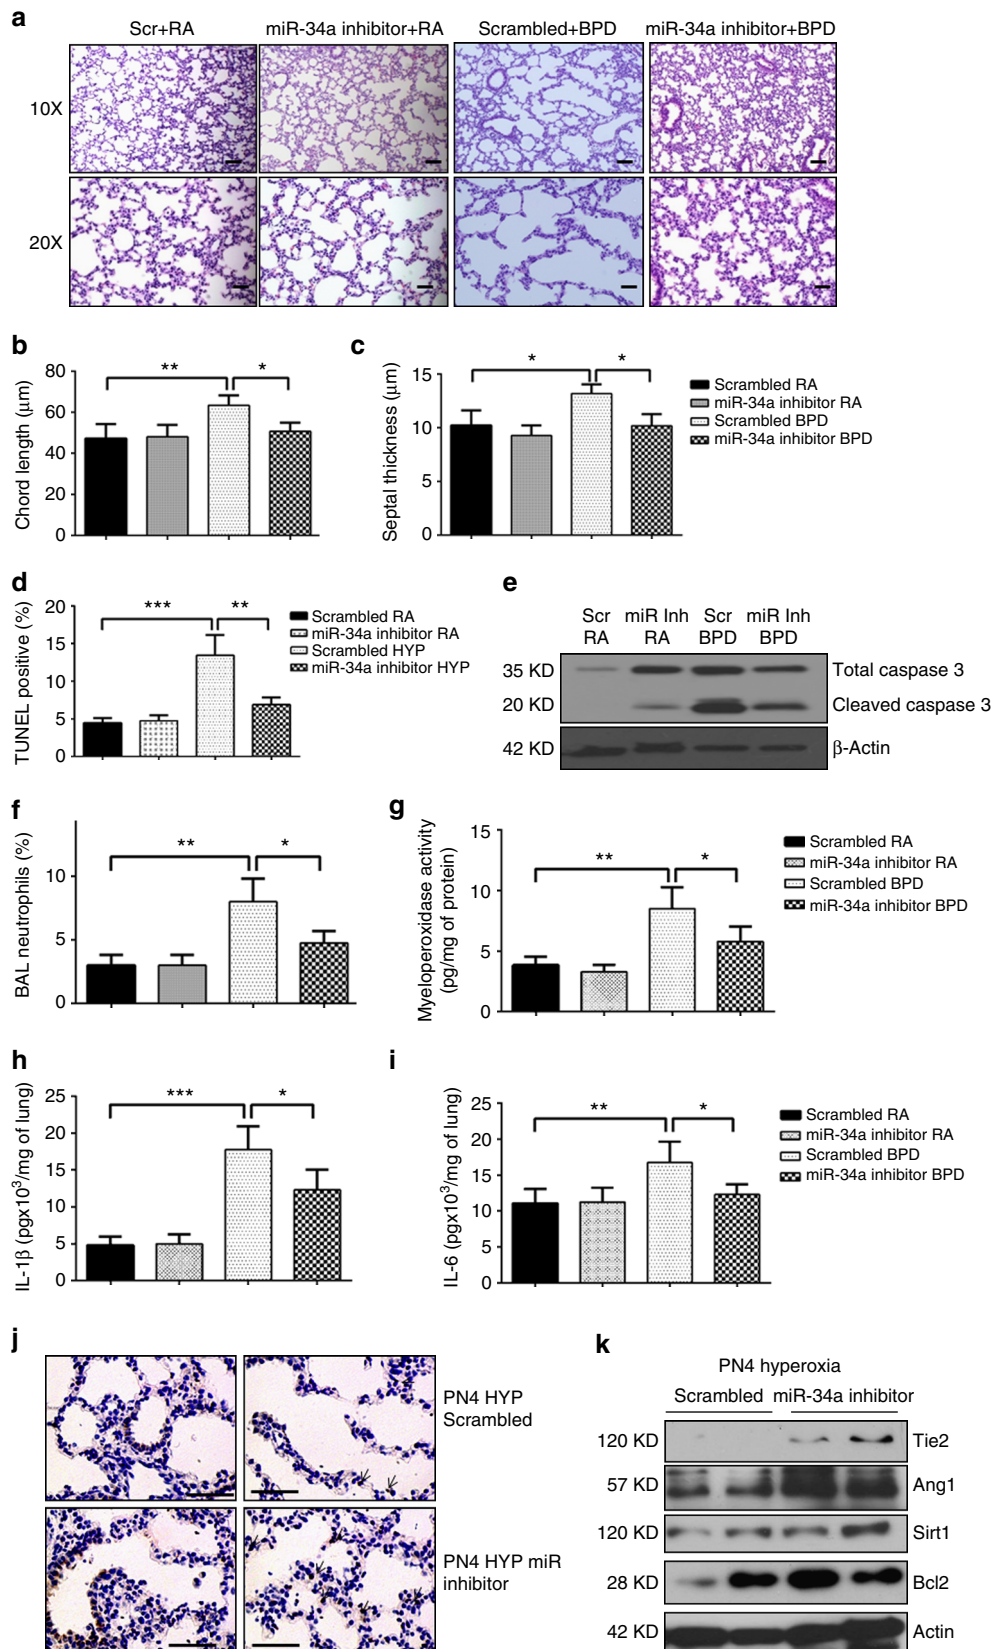 a
Scr+RA miR-34a inhibitor+RA Scrambled+BPD miR-34a inhibitor+BPD
10X
20X
b
Chord length (μm)
80
60
40
20
0
** *
c
Septal thickness (μm)
15
10
5
0
* *
Scrambled RA
miR-34a inhibitor RA
Scrambled BPD
miR-34a inhibitor BPD
d
TUNEL positive (%)
20
15
10
5
0
*** **
Scrambled RA
miR-34a inhibitor RA
Scrambled HYP
miR-34a inhibitor HYP
e
Scr miR Inh Scr miR Inh
RA RA BPD BPD
35 KD Total caspase 3
20 KD Cleaved caspase 3
42 KD β-Actin
f
BAL neutrophils (%)
10
5
0
** *
g
Myeloperoxidase activity
(pg/mg of protein)
15
10
5
0
** *
Scrambled RA
miR-34a inhibitor RA
Scrambled BPD
miR-34a inhibitor BPD
h
IL-1β (pgx10³/mg of lung)
25
20
15
10
5
0
*** *
i
IL-6 (pgx10³/mg of lung)
25
20
15
10
5
0
** *
Scrambled RA
miR-34a inhibitor RA
Scrambled BPD
miR-34a inhibitor BPD
j
PN4 HYP
Scrambled
PN4 HYP miR
inhibitor
k
PN4 hyperoxia
Scrambled miR-34a inhibitor
120 KD Tie2
57 KD Ang1
120 KD Sirt1
28 KD Bcl2
42 KD Actin